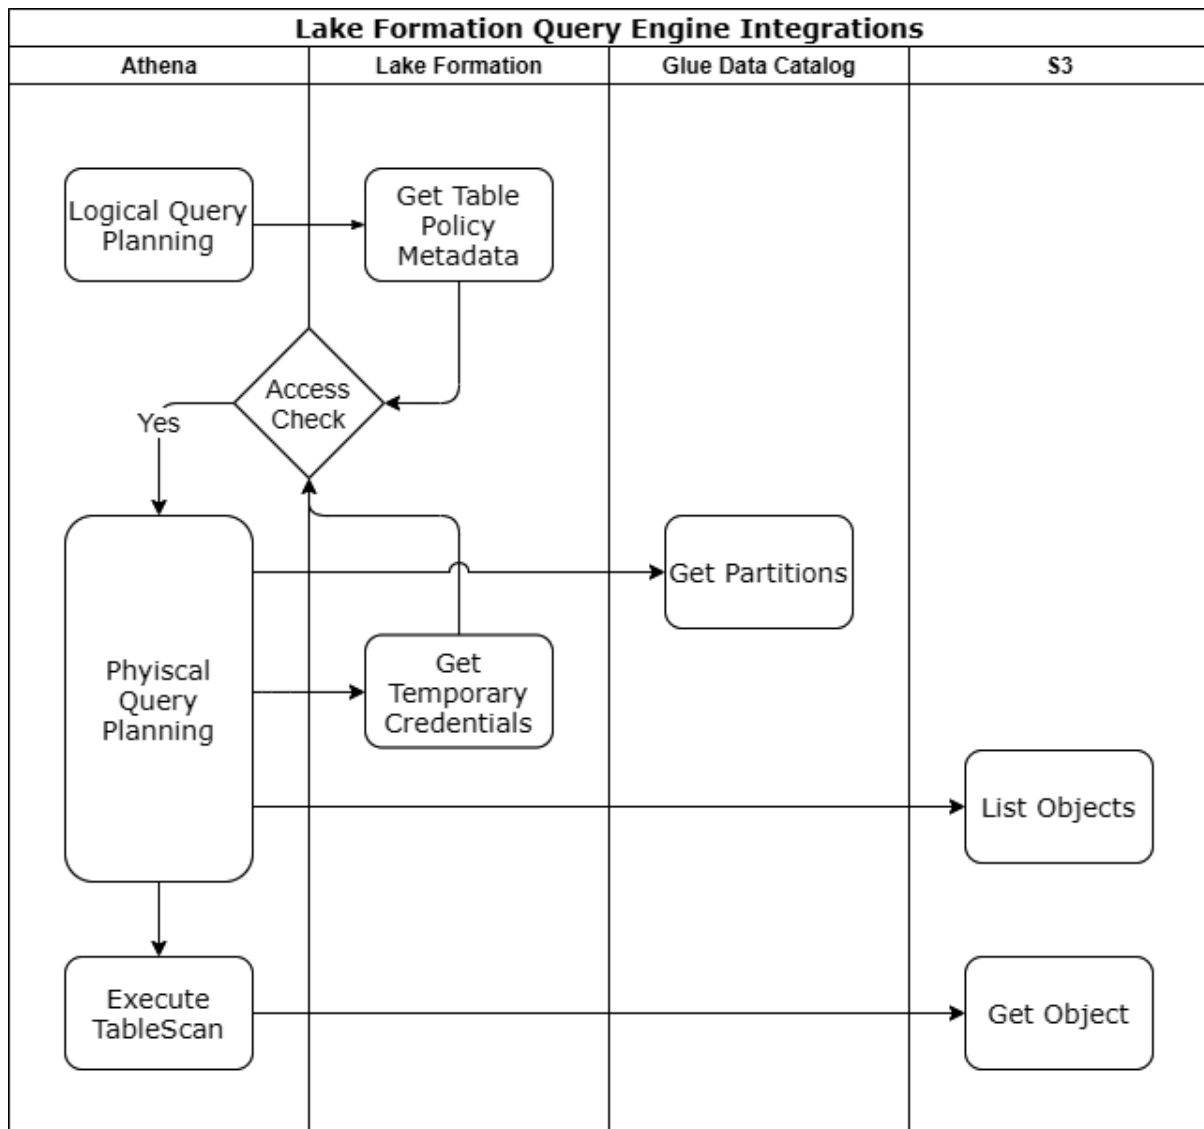 Lake Formation Query Engine Integrations
Athena
Lake Formation
Glue Data Catalog
S3
Logical Query
Planning
Get Table
Policy
Metadata
Access
Check
Yes
Get Partitions
Phyiscal
Query
Planning
Get
Temporary
Credentials
List Objects
Execute
TableScan
Get Object